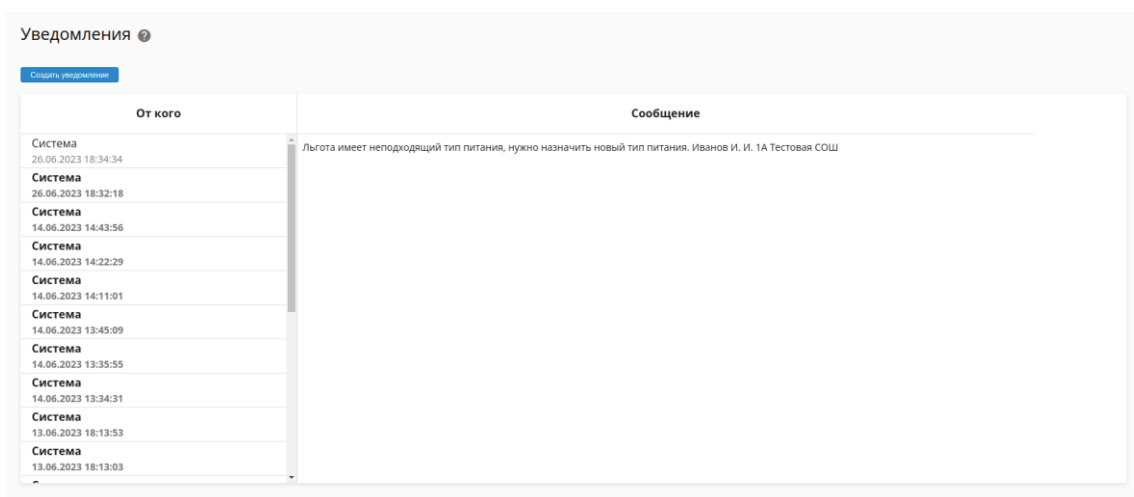 Уведомления
Создать уведомление
От кого
Сообщение
Система
26.06.2023 18:34:34
Льгота имеет неподходящий тип питания, нужно назначить новый тип питания. Иванов И. И. 1А Тестовая СОШ
Система
26.06.2023 18:32:18
Система
14.06.2023 14:43:56
Система
14.06.2023 14:22:29
Система
14.06.2023 14:11:01
Система
14.06.2023 13:45:09
Система
14.06.2023 13:35:55
Система
14.06.2023 13:34:31
Система
13.06.2023 18:13:53
Система
13.06.2023 18:13:03